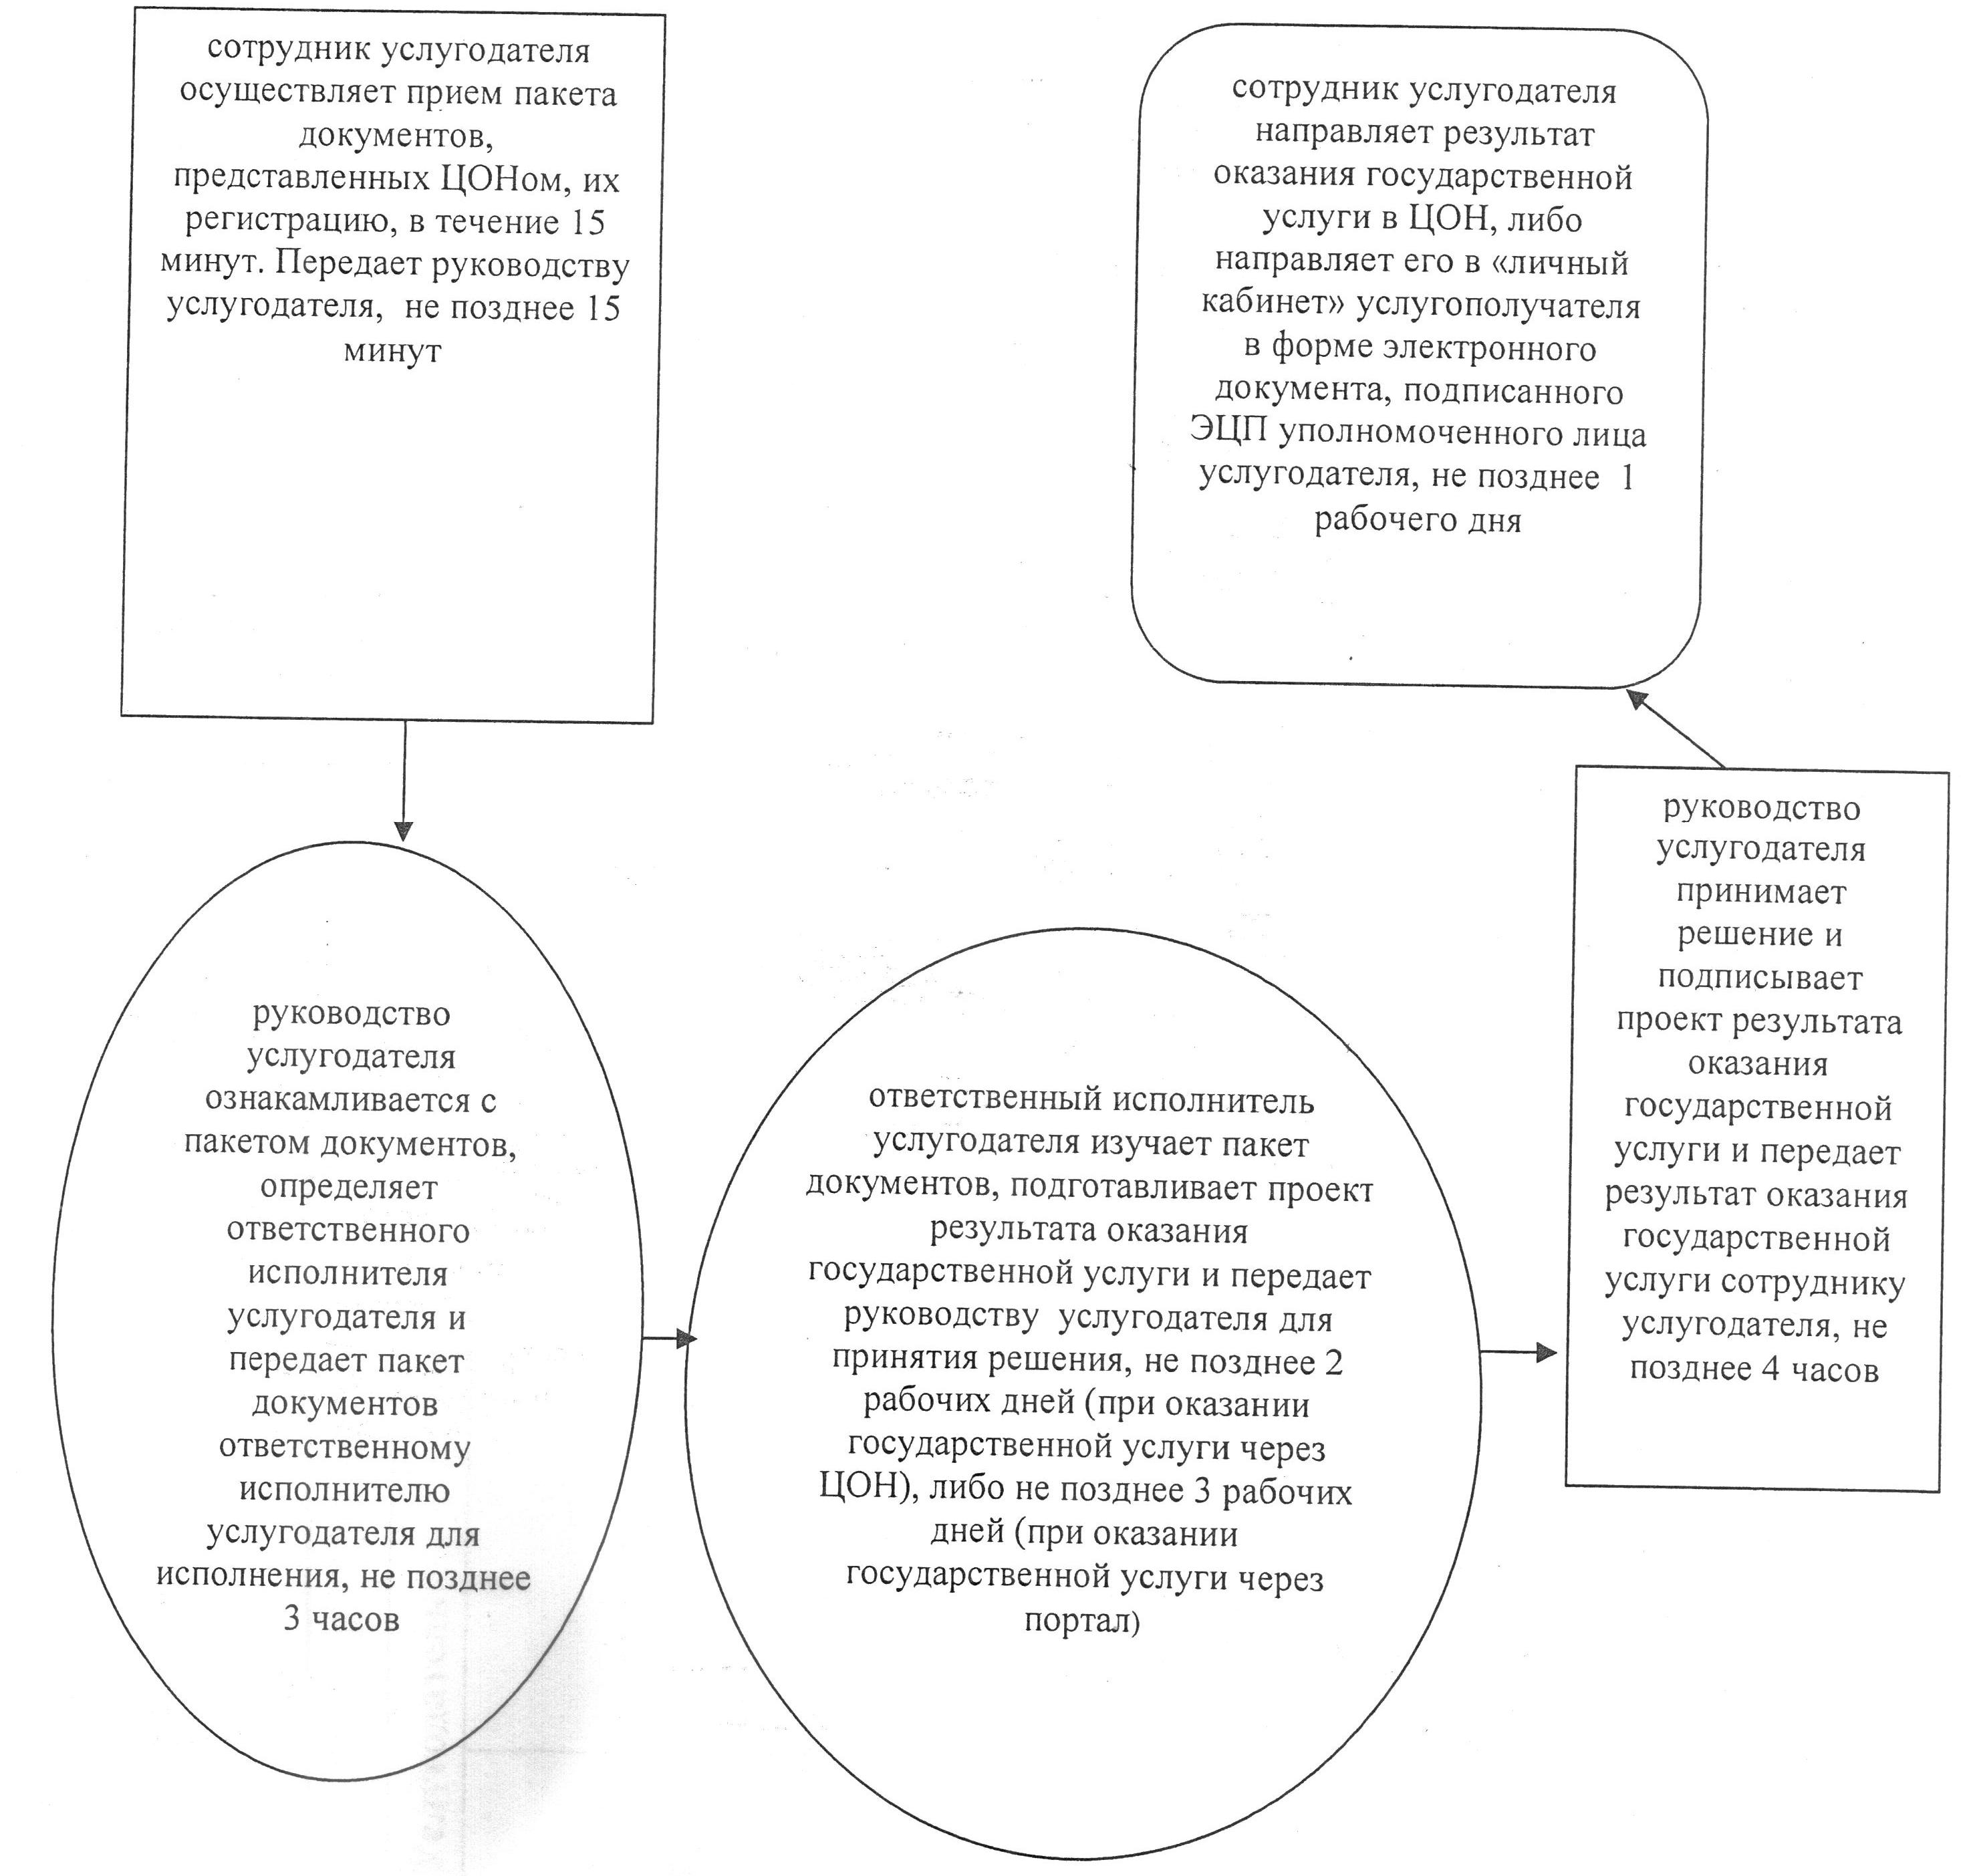 сотрудник услугодателя
осуществляет прием пакета
документов,
представленных ЦОНом, их
регистрацию, в течение 15
минут. Передает руководству
услугодателя, не позднее 15
минут
руководство
услугодателя
ознакамливается с
пакетом документов,
определяет
ответственного
исполнителя
услугодателя и
передает пакет
документов
ответственному
исполнителю
услугодателя для
исполнения, не позднее
3 часов
ответственный исполнитель
услугодателя изучает пакет
документов, подготавливает проект
результата оказания
государственной услуги и передает
руководству услугодателя для
принятия решения, не позднее 2
рабочих дней (при оказании
государственной услуги через
ЦОН), либо не позднее 3 рабочих
дней (при оказании
государственной услуги через
портал)
руководство
услугодателя
принимает
решение и
подписывает
проект результата
оказания
государственной
услуги и передает
результат оказания
государственной
услуги сотруднику
услугодателя, не
позднее 4 часов
сотрудник услугодателя
направляет результат
оказания государственной
услуги в ЦОН, либо
направляет его в «личный
кабинет» услугополучателя
в форме электронного
документа, подписанного
ЭЦП уполномоченного лица
услугодателя, не позднее 1
рабочего дня